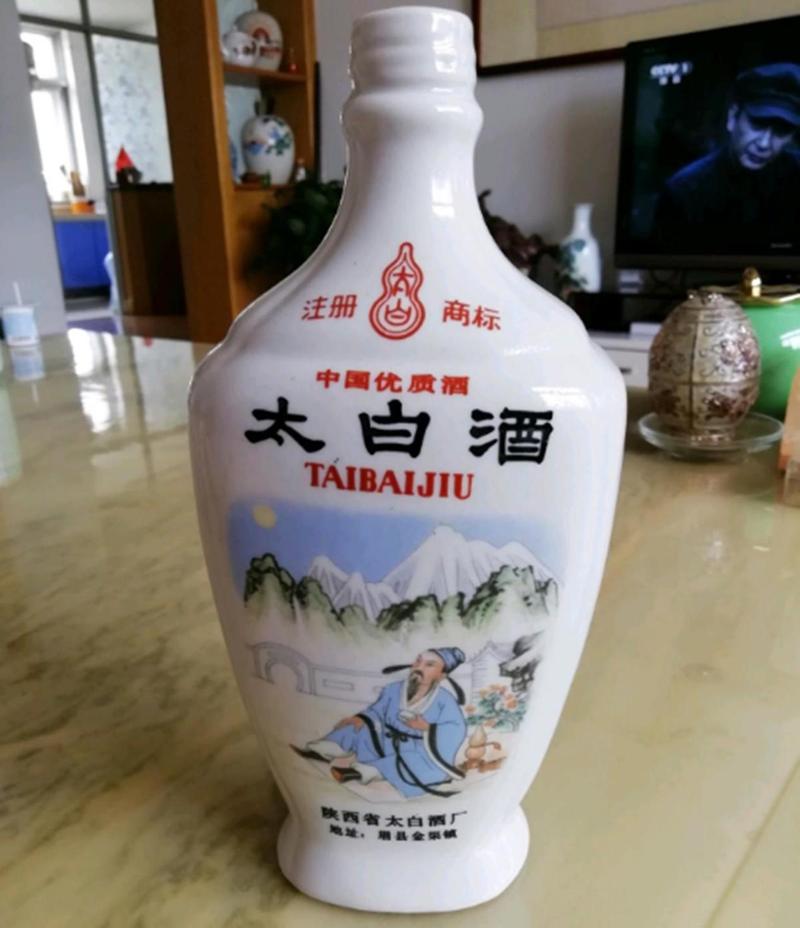 太白
注册 商标
中国优质酒
太白酒
TAIBAIJIU
陕西省太白酒厂
地址：眉县金渠镇